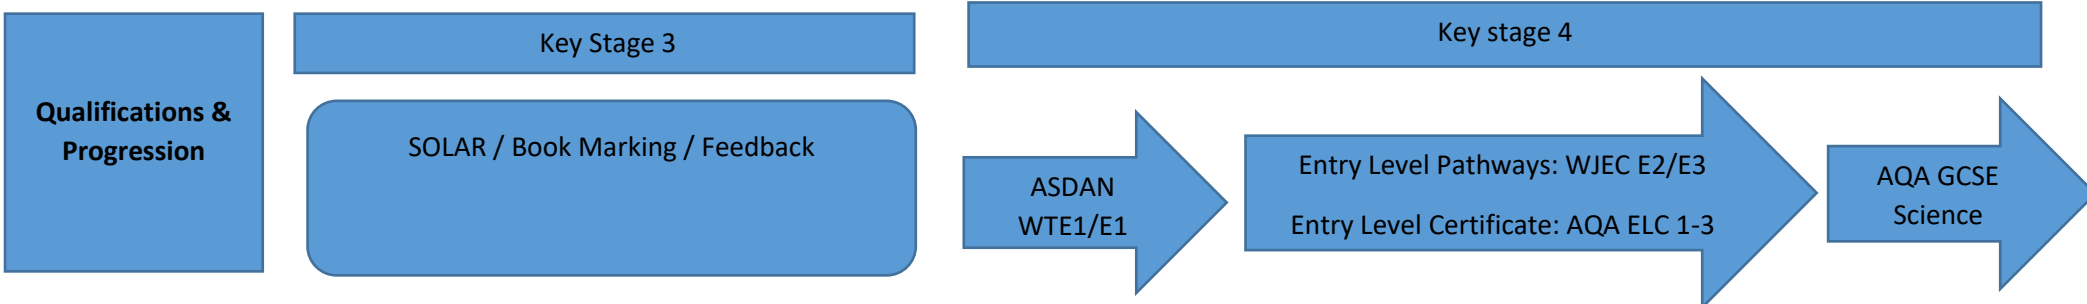 Qualifications &
Progression
Key Stage 3
SOLAR / Book Marking / Feedback
Key stage 4
ASDAN
WTE1/E1
Entry Level Pathways: WJEC E2/E3
Entry Level Certificate: AQA ELC 1-3
AQA GCSE
Science